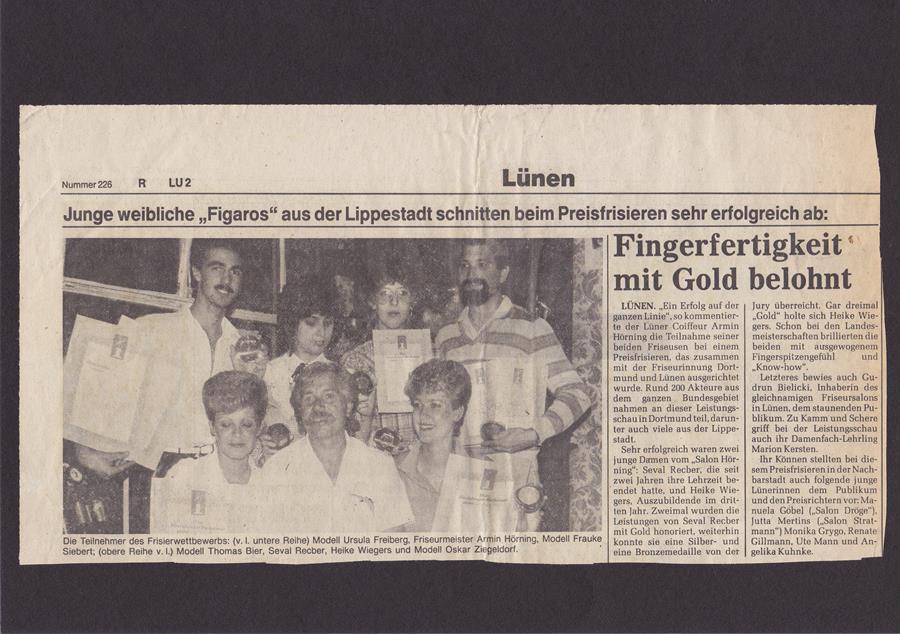 Nummer 226 R LU 2 Lünen
Junge weibliche „Figaros“ aus der Lippestadt schnitten beim Preisfrisieren sehr erfolgreich ab:
Fingerfertigkeit
mit Gold belohnt
LÜNEN. „Ein Erfolg auf der
ganzen Linie“, so kommentier-
te der Lüner Coiffeur Armin
Hörning die Teilnahme seiner
beiden Friseusen bei einem
Preisfrisieren, das zusammen
mit der Friseurinnung Dort-
mund und Lünen ausgerichtet
wurde. Rund 200 Akteure aus
dem ganzen Bundesgebiet
nahmen an dieser Leistungs-
schau in Dortmund teil, darun-
ter auch viele aus der Lippe-
stadt.
Sehr erfolgreich waren zwei
junge Damen vom „Salon Hör-
ning“: Seval Recber, die seit
zwei Jahren ihre Lehrzeit be-
endet hatte, und Heike Wie-
gers, Auszubildende im drit-
ten Jahr. Zweimal wurden die
Leistungen von Seval Recber
mit Gold honoriert, weiterhin
konnte sie eine Silber- und
eine Bronzemedaille von der
Jury überreicht. Gar dreimal
„Gold“ holte sich Heike Wie-
gers. Schon bei den Landes-
meisterschaften brillierten die
beiden mit ausgewogenem
Fingerspitzengefühl und
„Know-how“.
Letzteres bewies auch Gu-
drun Bielicki, Inhaberin des
gleichnamigen Friseursalons
in Lünen, dem staunenden Pu-
blikum. Zu Kamm und Schere
griff bei der Leistungsschau
auch ihr Damenfach-Lehrling
Marion Kersten.
Ihr Können stellten bei die-
sem Preisfrisieren in der Nach-
barstadt auch folgende junge
Lünerinnen dem Publikum
und den Preisrichtern vor: Ma-
nuela Göbel („Salon Dröge“),
Jutta Mertins („Salon Strat-
mann“) Monika Grygo, Renate
Gillmann, Ute Mann und An-
gelika Kuhnke.
Die Teilnehmer des Frisierwettbewerbs: (v. l. untere Reihe) Modell Ursula Freiberg, Friseurmeister Armin Hörning, Modell Frauke
Siebert; (obere Reihe v. l.) Modell Thomas Bier, Seval Recber, Heike Wiegers und Modell Oskar Ziegeldorf.